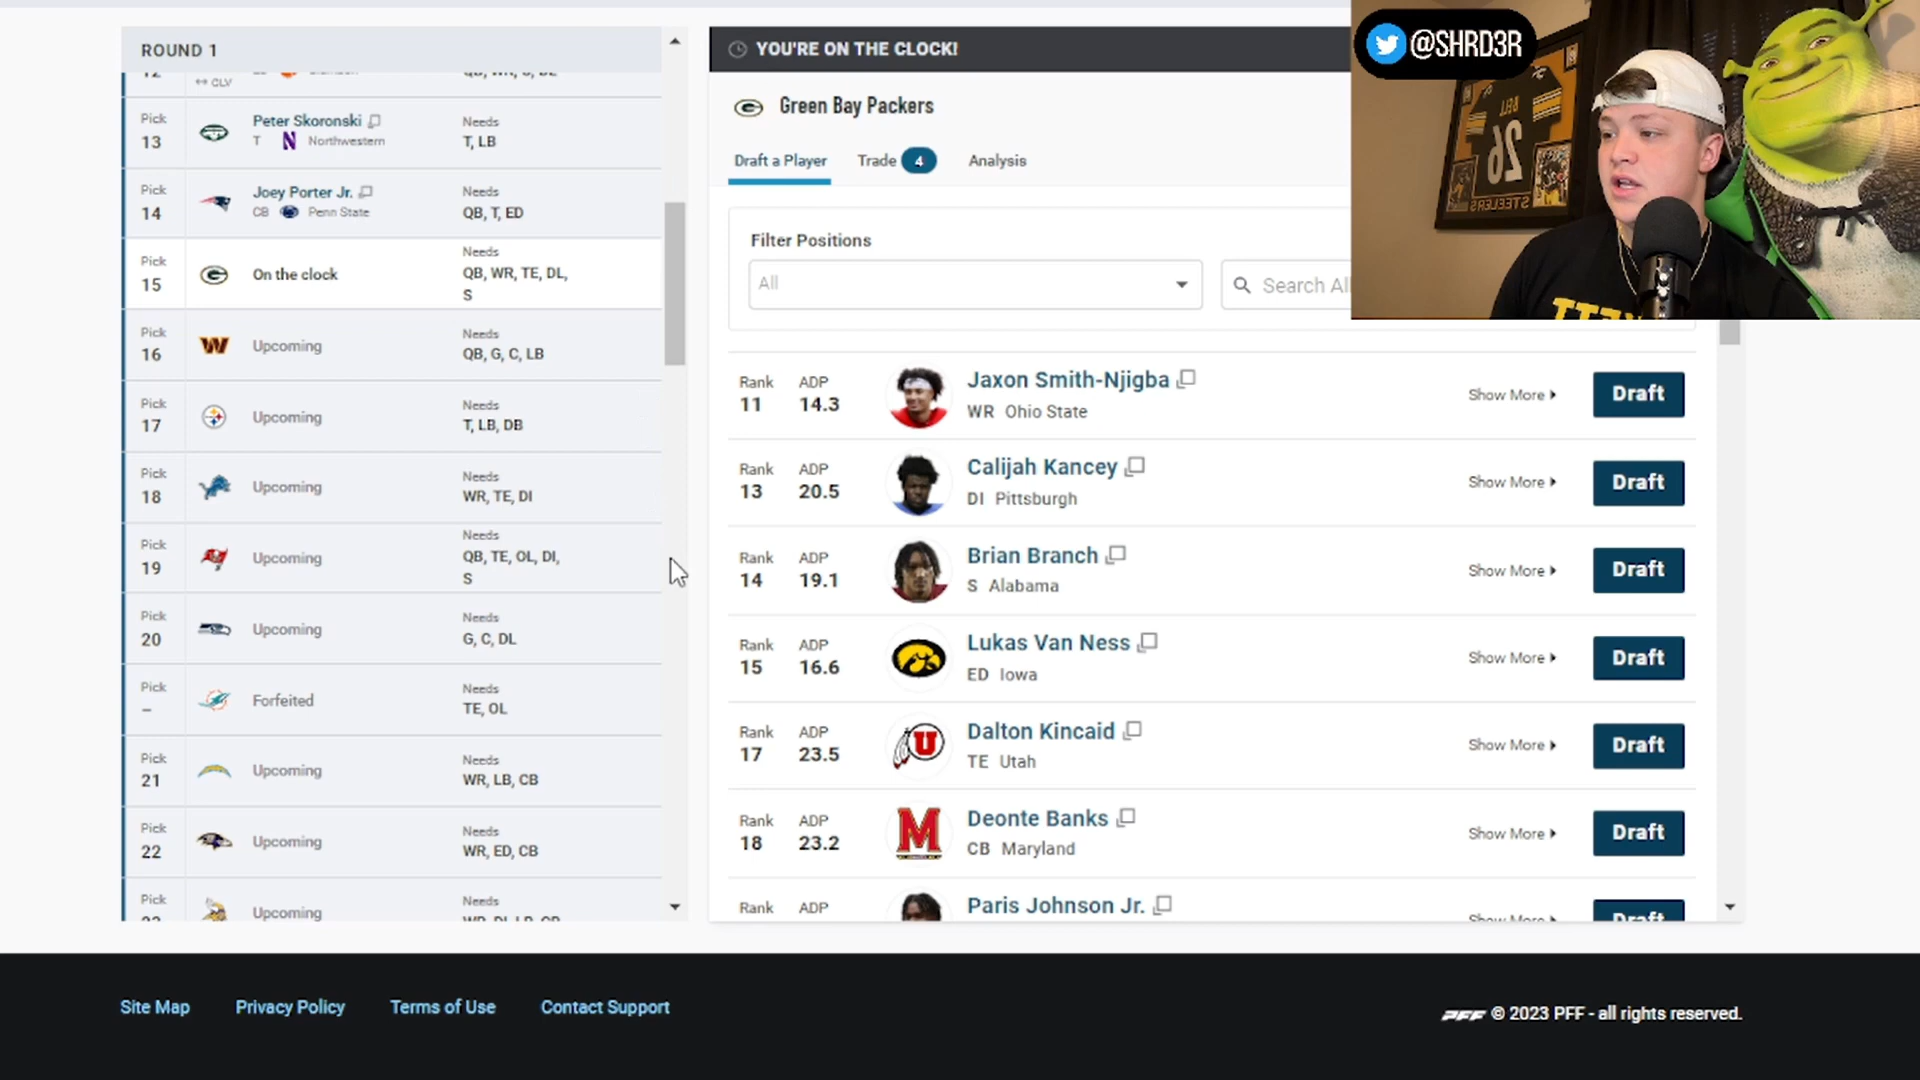 ROUND 1
12
↔ CLV
Pick
13
Peter Skoronski
T N Northwestern
Needs
T, LB
Pick
14
Joey Porter Jr.
CB Penn State
Needs
QB, T, ED
Pick
15
On the clock
Needs
QB, WR, TE, DL,
S
Pick
16
Upcoming
Needs
QB, G, C, LB
Pick
17
Upcoming
Needs
T, LB, DB
Pick
18
Upcoming
Needs
WR, TE, DI
Pick
19
Upcoming
Needs
QB, TE, OL, DI,
S
Pick
20
Upcoming
Needs
G, C, DL
Pick
–
Forfeited
Needs
TE, OL
Pick
21
Upcoming
Needs
WR, LB, CB
Pick
22
Upcoming
Needs
WR, ED, CB
Pick
Upcoming
Needs
YOU'RE ON THE CLOCK!
Green Bay Packers
Draft a Player
Trade 4
Analysis
Filter Positions
All
Search All
Rank
11
ADP
14.3
Jaxon Smith-Njigba
WR Ohio State
Show More
Draft
Rank
13
ADP
20.5
Calijah Kancey
DI Pittsburgh
Show More
Draft
Rank
14
ADP
19.1
Brian Branch
S Alabama
Show More
Draft
Rank
15
ADP
16.6
Lukas Van Ness
ED Iowa
Show More
Draft
Rank
17
ADP
23.5
Dalton Kincaid
TE Utah
Show More
Draft
Rank
18
ADP
23.2
Deonte Banks
CB Maryland
Show More
Draft
Rank
ADP
Paris Johnson Jr.
Show More
Draft
@SHRD3R
BELL
26
STEELERS
Site Map
Privacy Policy
Terms of Use
Contact Support
PFF © 2023 PFF - all rights reserved.